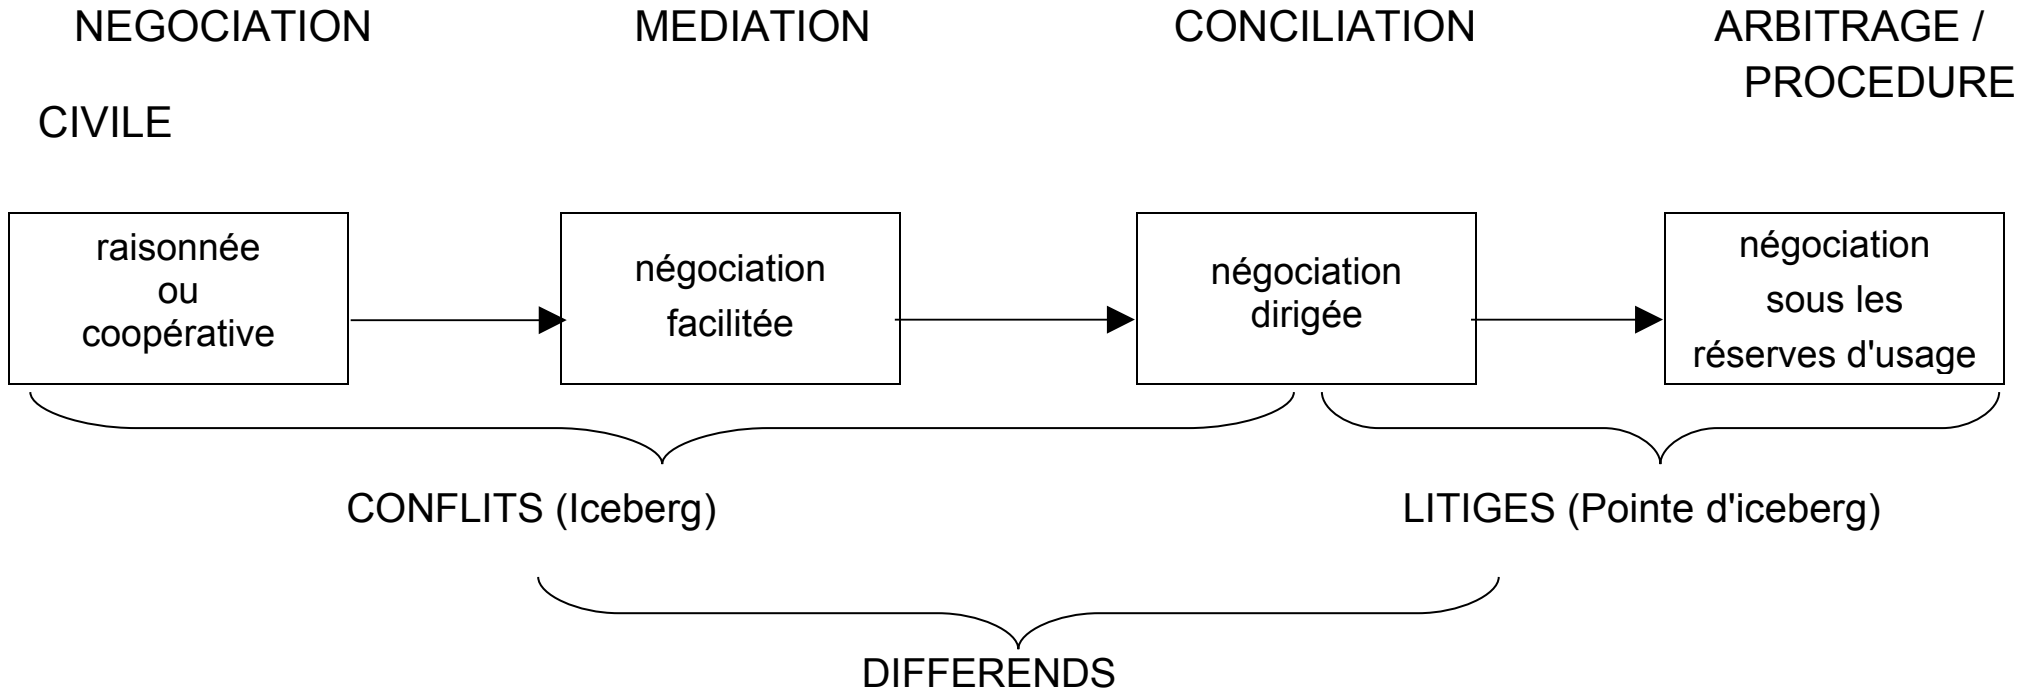 NEGOCIATION MEDIATION CONCILIATION ARBITRAGE /
PROCEDURE
CIVILE
raisonnée
ou
coopérative
négociation
facilitée
négociation
dirigée
négociation
sous les
réserves d'usage
CONFLITS (Iceberg) LITIGES (Pointe d'iceberg)
DIFFERENDS